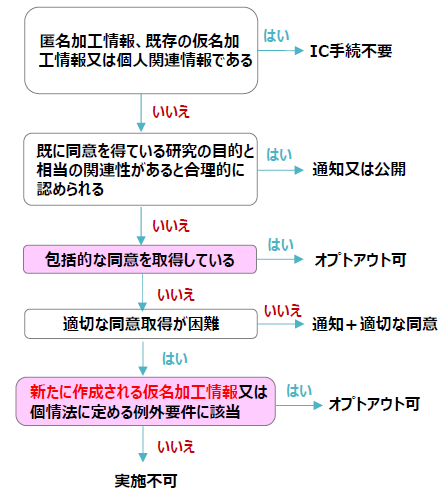 匿名加工情報、既存の仮名加
工情報又は個人関連情報である
はい
IC手続不要
いいえ
既に同意を得ている研究の目的と
相当の関連性があると合理的に
認められる
はい
通知又は公開
いいえ
包括的な同意を取得している
はい
オプトアウト可
いいえ
適切な同意取得が困難
いいえ
通知+適切な同意
はい
新たに作成される仮名加工情報又は
個情法に定める例外要件に該当
はい
オプトアウト可
いいえ
実施不可